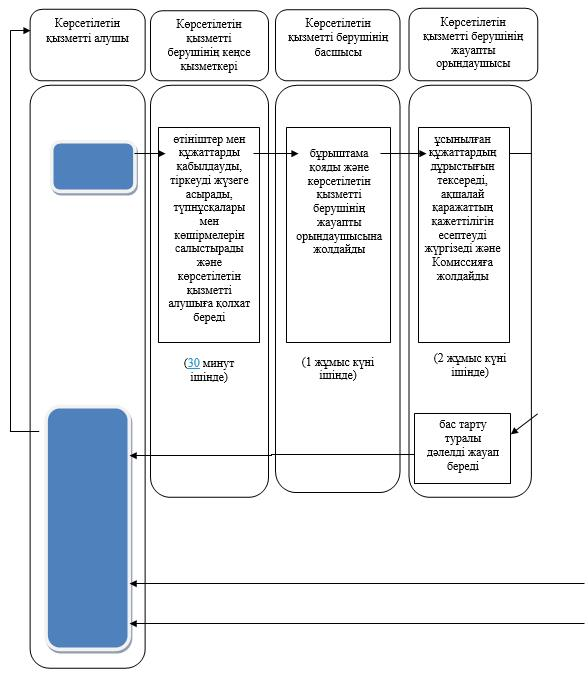 Көрсетілетін
қызметті алушы
Көрсетілетін
қызметті
берушінің кеңсе
қызметкері
Көрсетілетін
қызметті берушінің
басшысы
Көрсетілетін
қызметті берушінің
жауапты
орындаушысы
өтініштер мен
құжаттарды
қабылдауды,
тіркеуді жүзеге
асырады,
түпнұсқалары
мен
көшірмелерін
салыстырады
және
көрсетілетін
қызметті
алушыға қолхат
береді
(30 минут
ішінде)
бұрыштама
қояды және
көрсетілетін
қызметті
берушінің
жауапты
орындаушысына
жолдайды
(1 жұмыс күні
ішінде)
ұсынылған
құжаттардың
дұрыстығын
тексереді,
ақшалай
қаражаттың
қажеттілігін
есептеуді
жүргізеді және
Комиссияға
жолдайды
(2 жұмыс күні
ішінде)
бас тарту
туралы
дәлелді жауап
береді